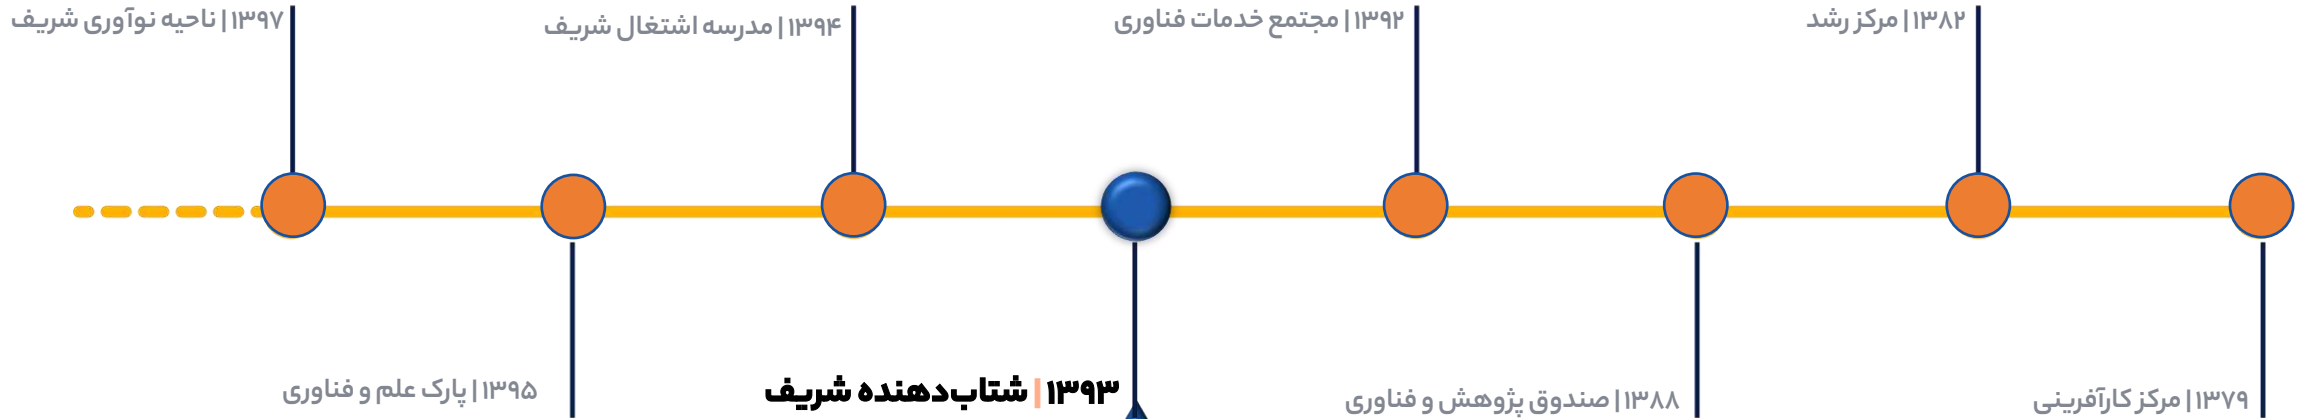 ۱۳۷۹ | مرکز کارآفرینی
۱۳۸۲ | مرکز رشد
۱۳۸۸ | صندوق پژوهش و فناوری
۱۳۹۲ | مجتمع خدمات فناوری
۱۳۹۳ | شتاب‌دهنده شریف
۱۳۹۴ | مدرسه اشتغال شریف
۱۳۹۵ | پارک علم و فناوری
۱۳۹۷ | ناحیه نوآوری شریف